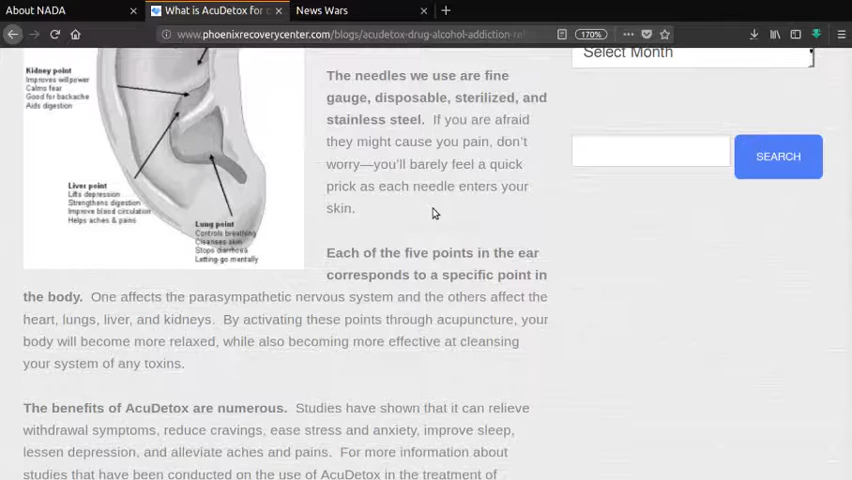 About NADA
What is AcuDetox for
News Wars
www.phoenixrecoverycenter.com/blogs/acudetox-drug-alcohol-addiction-re
170%
Kidney point
Improves willpower
Calms fear
Good for backache
Aids digestion
Liver point
Lifts depression
Strengthens digestion
Improve blood circulation
Helps aches & pains
Lung point
Controls breathing
Cleanses skin
Stops diarrhoea
Letting-go mentally
The needles we use are fine
gauge, disposable, sterilized, and
stainless steel. If you are afraid
they might cause you pain, don't
worry—you'll barely feel a quick
prick as each needle enters your
skin.
Each of the five points in the ear
corresponds to a specific point in
the body. One affects the parasympathetic nervous system and the others affect the
heart, lungs, liver, and kidneys. By activating these points through acupuncture, your
body will become more relaxed, while also becoming more effective at cleansing
your system of any toxins.
The benefits of AcuDetox are numerous. Studies have shown that it can relieve
withdrawal symptoms, reduce cravings, ease stress and anxiety, improve sleep,
lessen depression, and alleviate aches and pains. For more information about
studies that have been conducted on the use of AcuDetox in the treatment of
Select Month
SEARCH